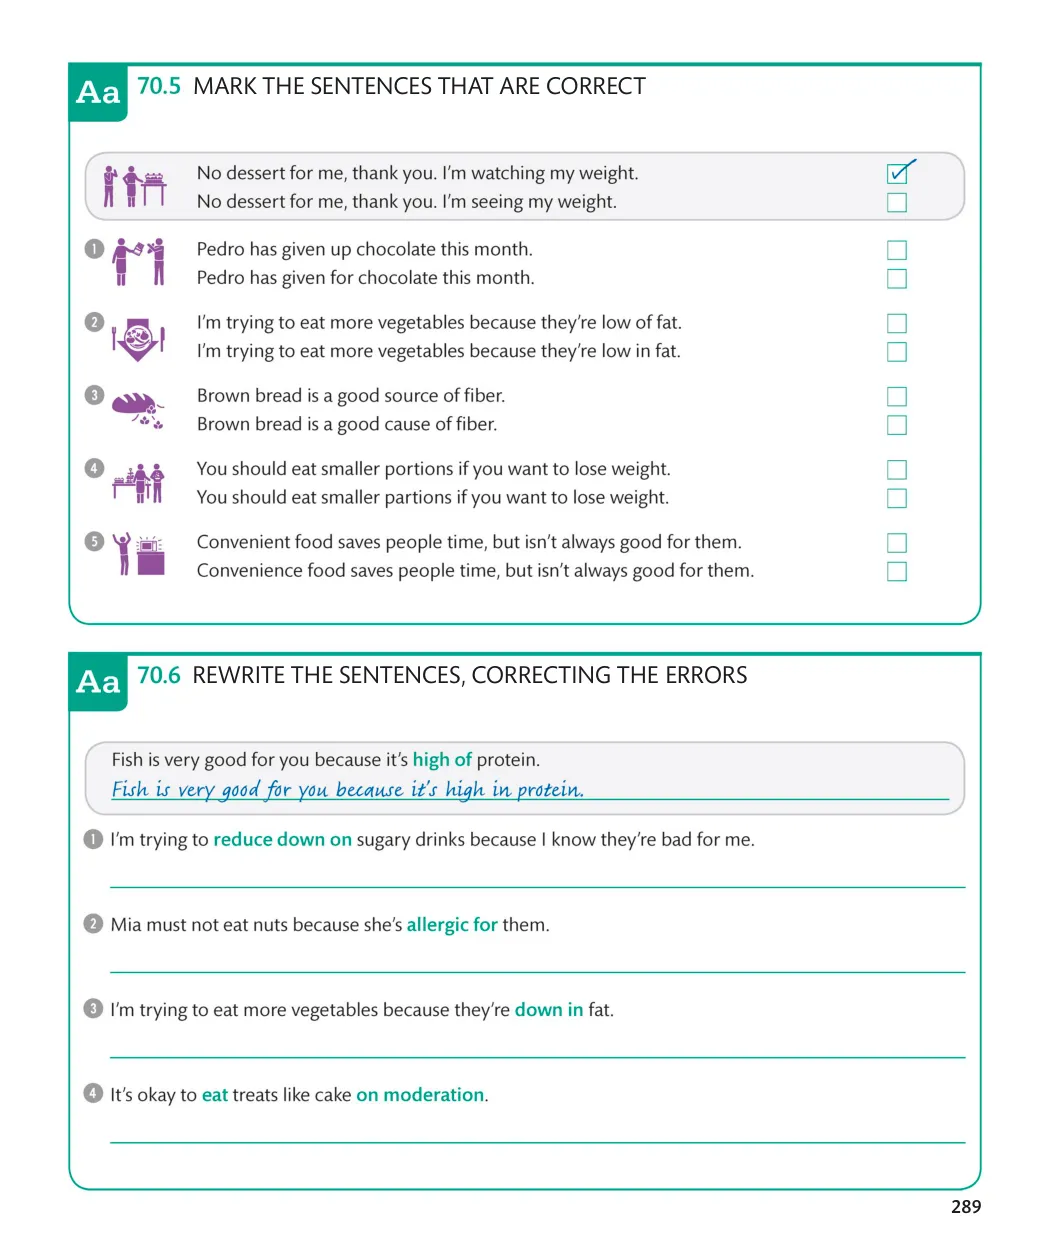 Aa 70.5 MARK THE SENTENCES THAT ARE CORRECT
No dessert for me, thank you. I'm watching my weight.
No dessert for me, thank you. I'm seeing my weight.
1 Pedro has given up chocolate this month.
Pedro has given for chocolate this month.
2 I'm trying to eat more vegetables because they're low of fat.
I'm trying to eat more vegetables because they're low in fat.
3 Brown bread is a good source of fiber.
Brown bread is a good cause of fiber.
4 You should eat smaller portions if you want to lose weight.
You should eat smaller partions if you want to lose weight.
5 Convenient food saves people time, but isn't always good for them.
Convenience food saves people time, but isn't always good for them.
Aa 70.6 REWRITE THE SENTENCES, CORRECTING THE ERRORS
Fish is very good for you because it's high of protein.
Fish is very good for you because it's high in protein.
1 I'm trying to reduce down on sugary drinks because I know they're bad for me.
2 Mia must not eat nuts because she's allergic for them.
3 I'm trying to eat more vegetables because they're down in fat.
4 It's okay to eat treats like cake on moderation.
289